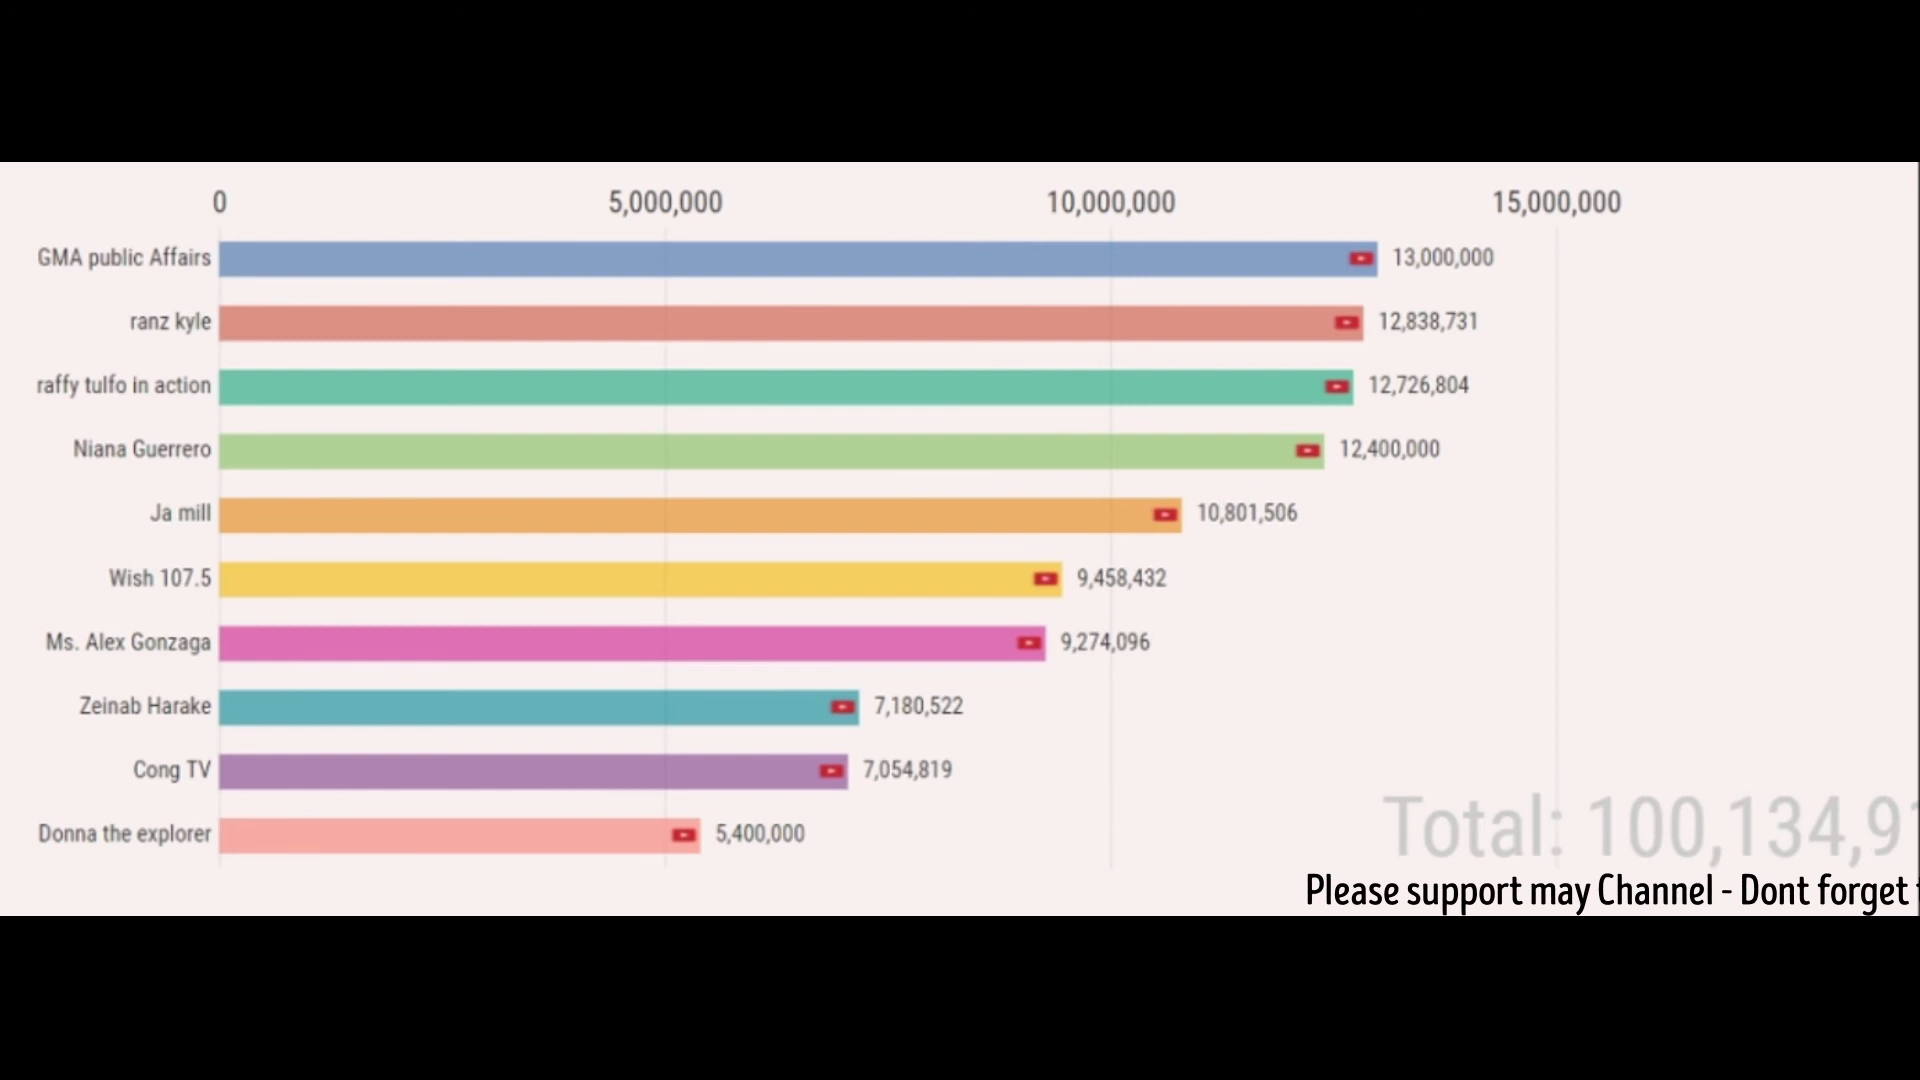 0 5,000,000 10,000,000 15,000,000
GMA public Affairs 13,000,000
ranz kyle 12,838,731
raffy tulfo in action 12,726,804
Niana Guerrero 12,400,000
Ja mill 10,801,506
Wish 107.5 9,458,432
Ms. Alex Gonzaga 9,274,096
Zeinab Harake 7,180,522
Cong TV 7,054,819
Donna the explorer 5,400,000
Total: 100,134,91
Please support may Channel - Dont forget